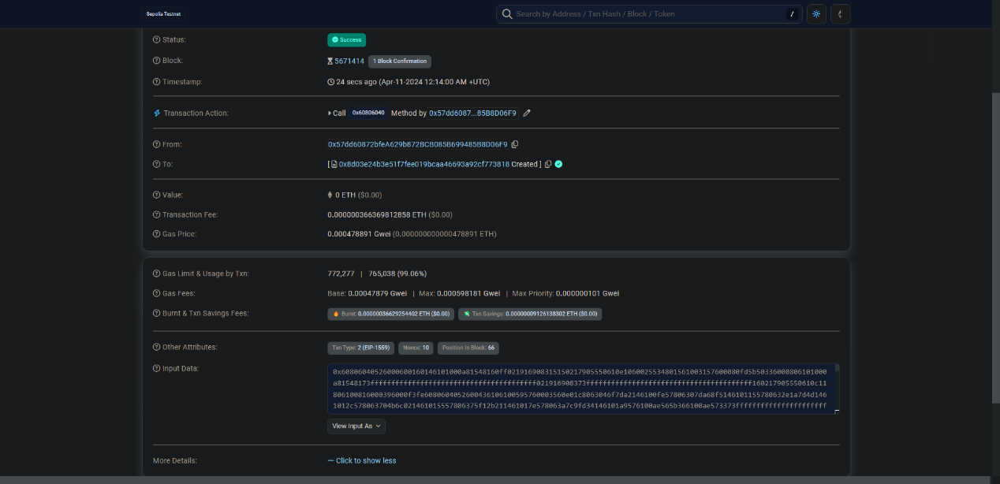 Sepolia Testnet
Search by Address / Txn Hash / Block / Token
/
Status: Success
Block: 5671414 1 Block Confirmation
Timestamp: 24 secs ago (Apr-11-2024 12:14:00 AM +UTC)
Transaction Action: Call 0x60806040 Method by 0x57dd6087...85B8D06F9
From: 0x57dd60872bfeA629b872BCB085B699485B8D06F9
To: [ 0x8d03e24b3e51f7fee019bcaa46693a92cf773818 Created ]
Value: 0 ETH ($0.00)
Transaction Fee: 0.000000366369812858 ETH ($0.00)
Gas Price: 0.000478891 Gwei (0.000000000000478891 ETH)
Gas Limit & Usage by Txn: 772,277 | 765,038 (99.06%)
Gas Fees: Base: 0.00047879 Gwei | Max: 0.000598181 Gwei | Max Priority: 0.000000101 Gwei
Burnt & Txn Savings Fees: Burnt: 0.00000036629254402 ETH ($0.00) Txn Savings: 0.00000009126138302 ETH ($0.00)
Other Attributes: Txn Type: 2 (EIP-1559) Nonce: 10 Position In Block: 66
Input Data:
View Input As
More Details: — Click to show less